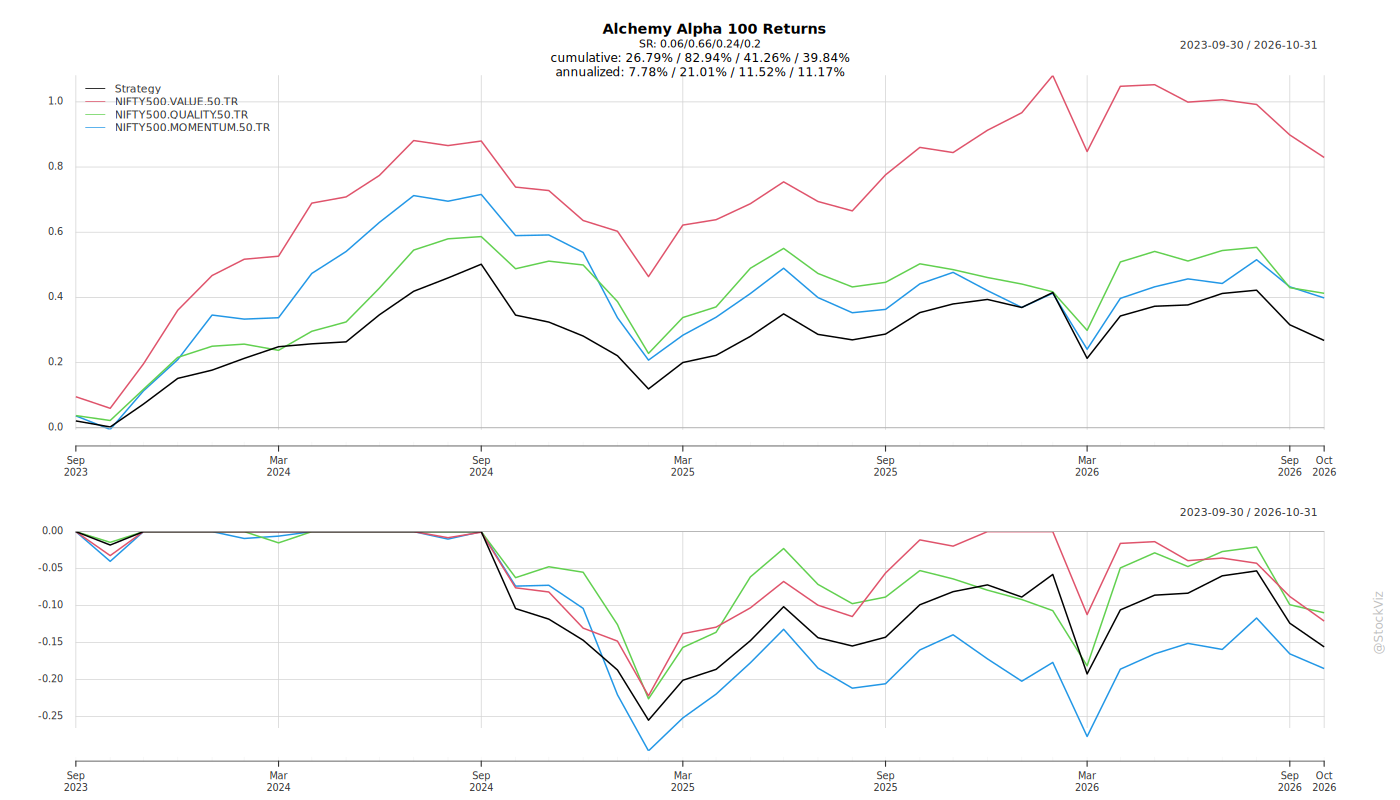 Alchemy Alpha 100 Returns
SR: 0.06/0.66/0.24/0.2
cumulative: 26.79% / 82.94% / 41.26% / 39.84%
annualized: 7.78% / 21.01% / 11.52% / 11.17%
2023-09-30 / 2026-10-31
Strategy
NIFTY500.VALUE.50.TR
NIFTY500.QUALITY.50.TR
NIFTY500.MOMENTUM.50.TR
1.0
0.8
0.6
0.4
0.2
0.0
Sep 2023
Mar 2024
Sep 2024
Mar 2025
Sep 2025
Mar 2026
Sep 2026
Oct 2026
2023-09-30 / 2026-10-31
0.00
-0.05
-0.10
-0.15
-0.20
-0.25
Sep 2023
Mar 2024
Sep 2024
Mar 2025
Sep 2025
Mar 2026
Sep 2026
Oct 2026
@StockViz